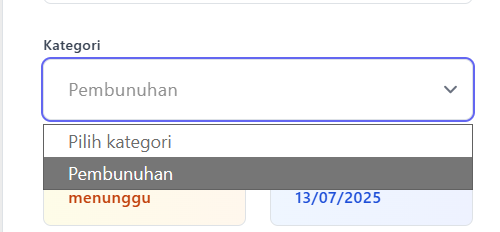 Kategori
Pembunuhan
Pilih kategori
Pembunuhan
menunggu
13/07/2025